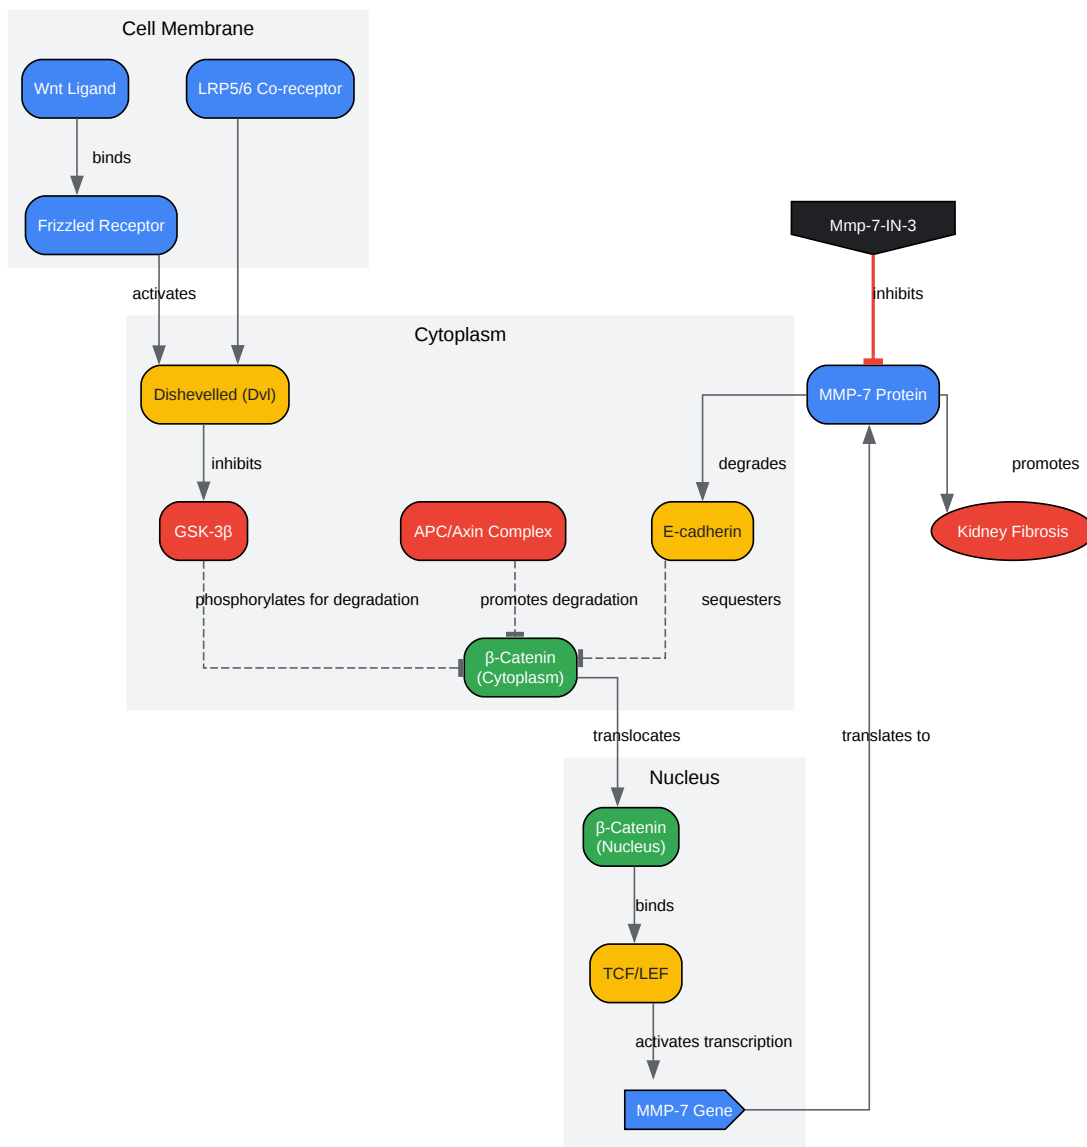 Cell Membrane
Wnt Ligand
LRP5/6 Co-receptor
binds
Frizzled Receptor
Mmp-7-IN-3
activates
inhibits
Cytoplasm
Dishevelled (Dvl)
MMP-7 Protein
inhibits
degrades
promotes
GSK-3β
APC/Axin Complex
E-cadherin
Kidney Fibrosis
phosphorylates for degradation
promotes degradation
sequesters
β-Catenin
(Cytoplasm)
translocates
translates to
Nucleus
β-Catenin
(Nucleus)
binds
TCF/LEF
activates transcription
MMP-7 Gene